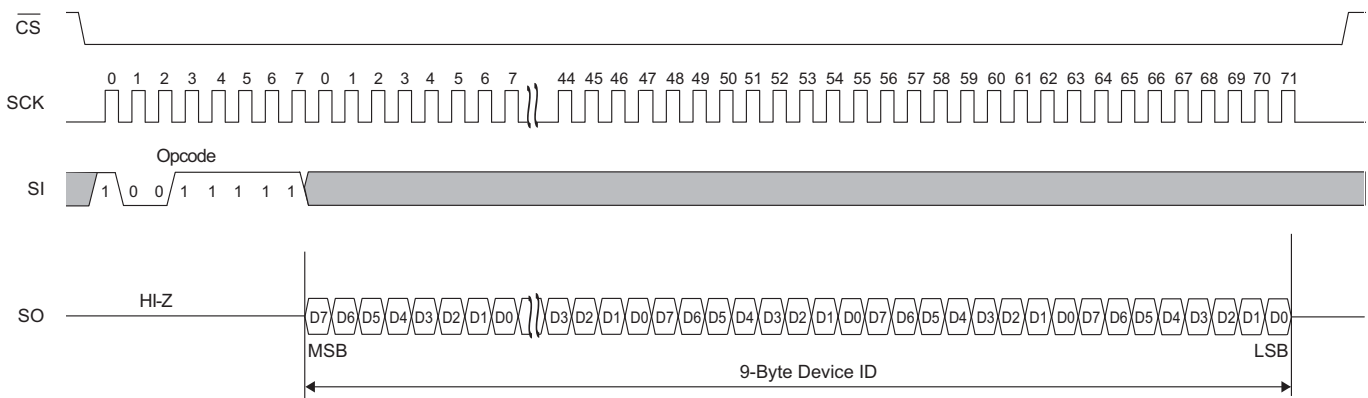 CS
SCK
0 1 2 3 4 5 6 7 0 1 2 3 4 5 6 7 44 45 46 47 48 49 50 51 52 53 54 55 56 57 58 59 60 61 62 63 64 65 66 67 68 69 70 71
Opcode
SI
1 0 0 1 1 1 1 1
SO
HI-Z
D7 D6 D5 D4 D3 D2 D1 D0 D3 D2 D1 D0 D7 D6 D5 D4 D3 D2 D1 D0 D7 D6 D5 D4 D3 D2 D1 D0 D7 D6 D5 D4 D3 D2 D1 D0
MSB
LSB
9-Byte Device ID